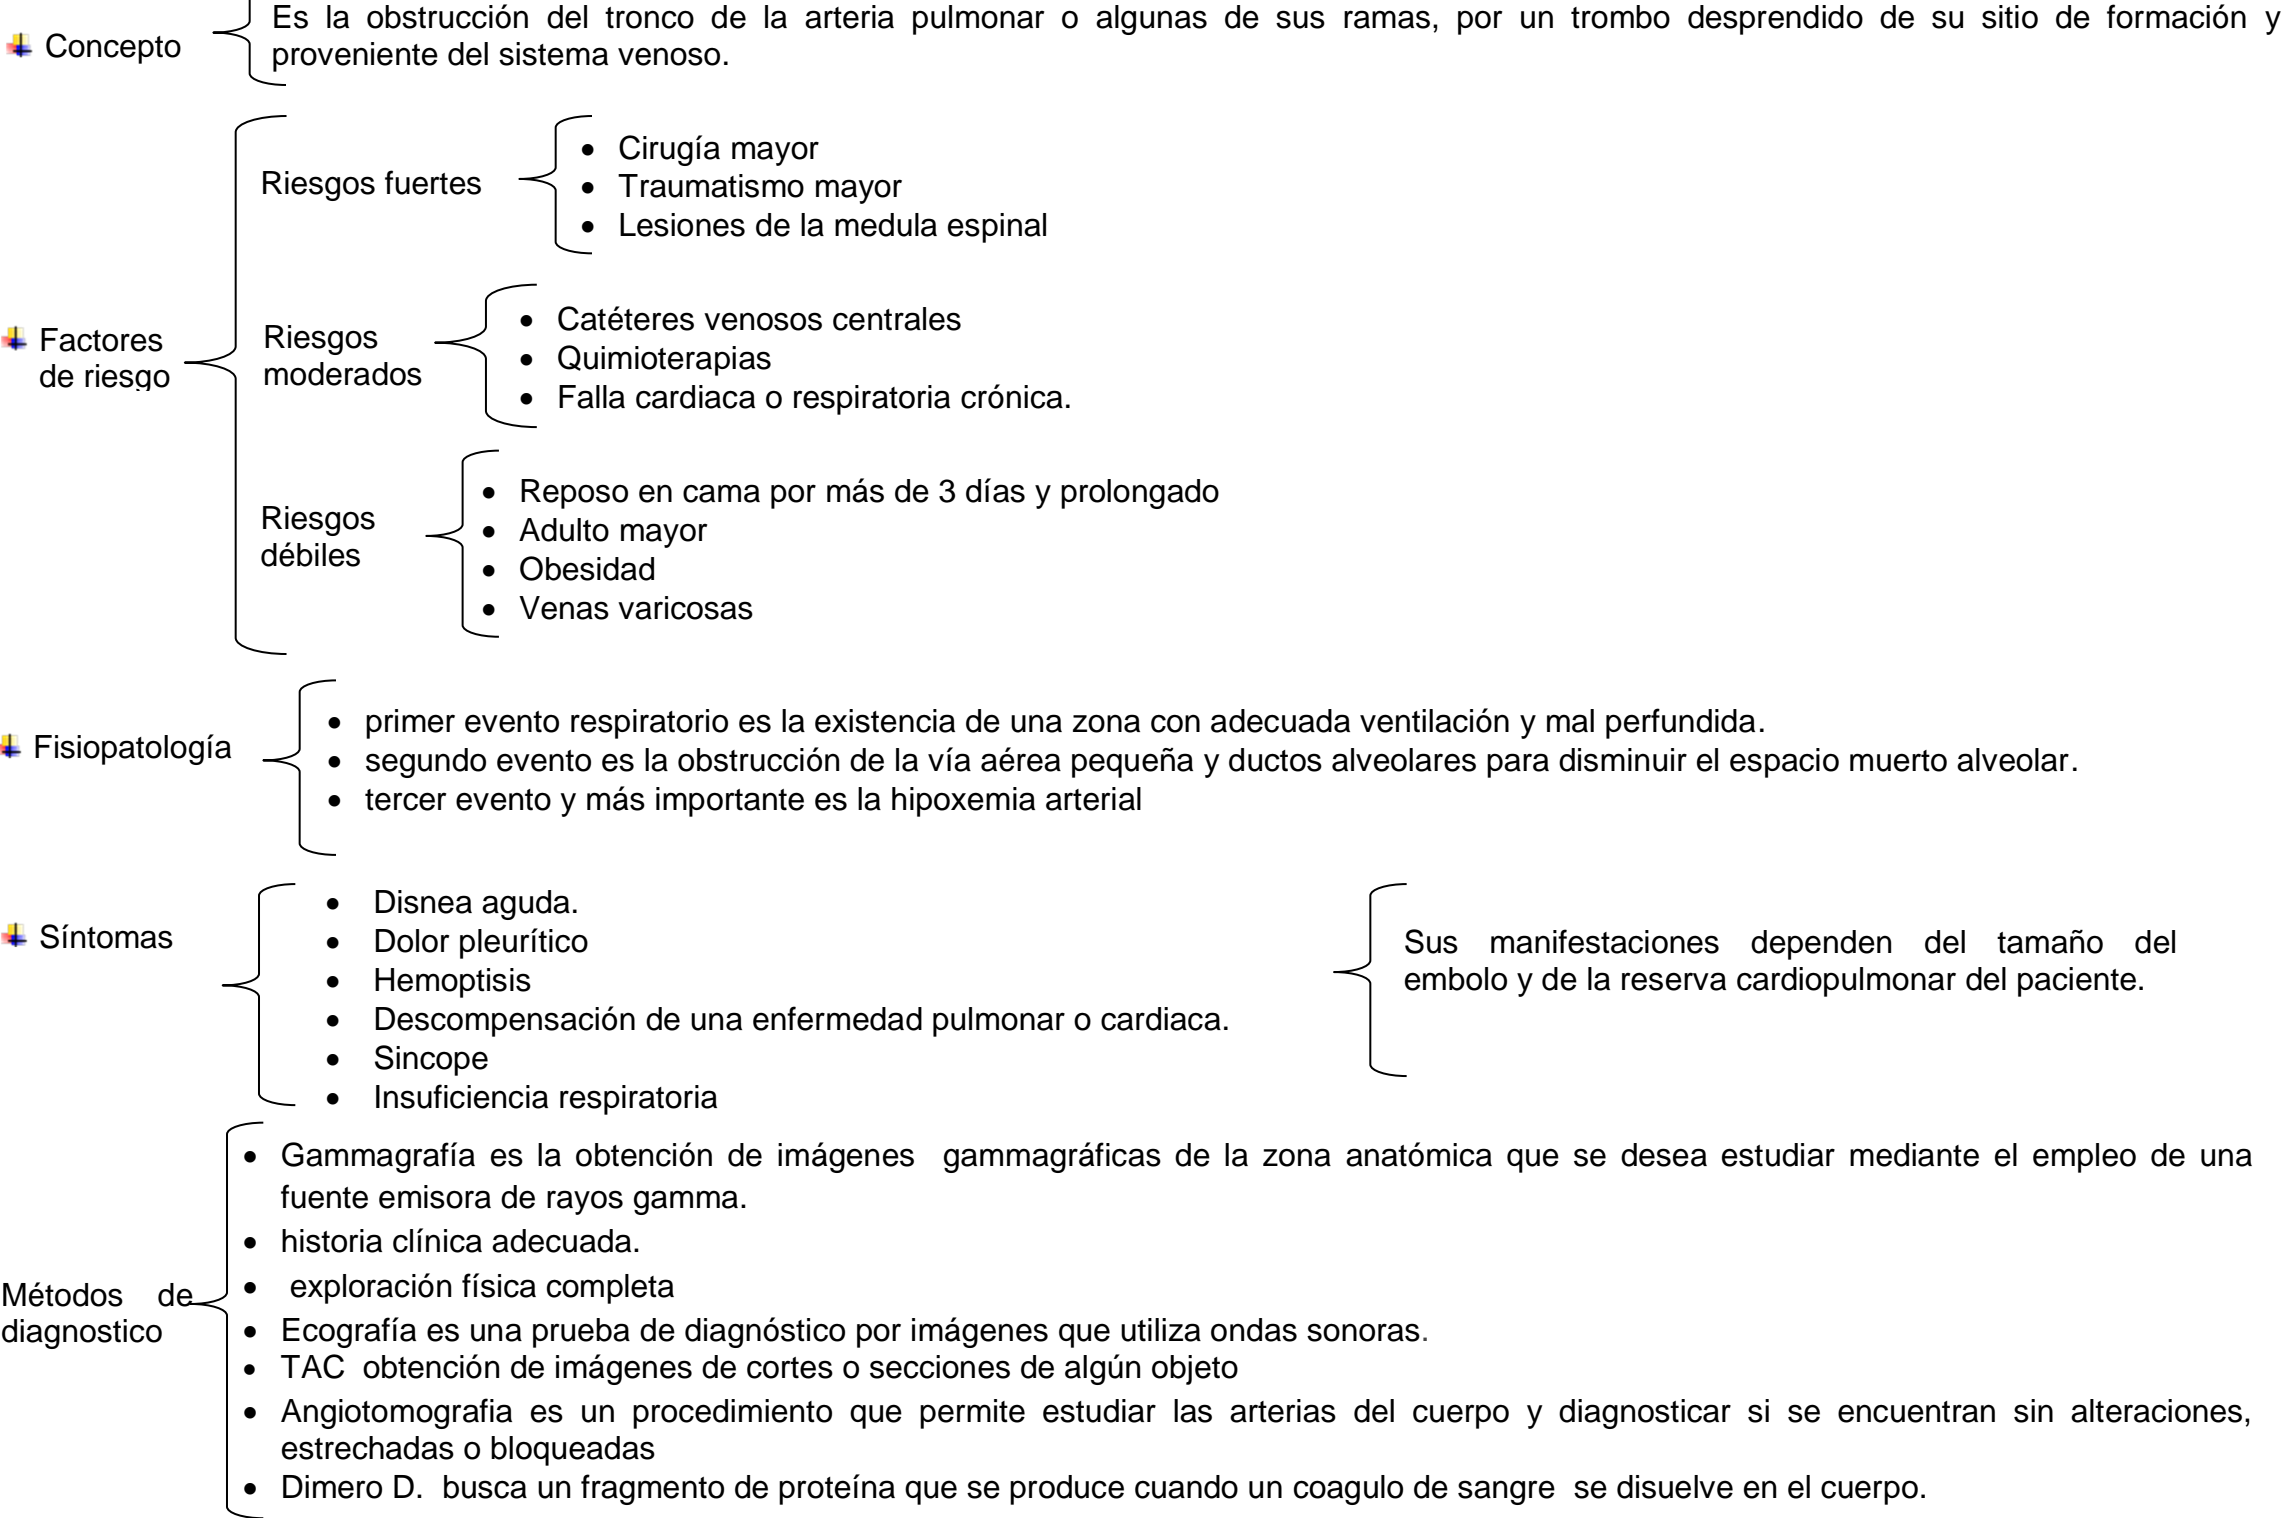 Es la obstrucción del tronco de la arteria pulmonar o algunas de sus ramas, por un trombo desprendido de su sitio de formación y
Concepto
proveniente del sistema venoso.
Cirugía mayor
Riesgos fuertes
Traumatismo mayor
Lesiones de la medula espinal
Factores
de riesgo
Riesgos
moderados
Catéteres venosos centrales
Quimioterapias
Falla cardiaca o respiratoria crónica.
Riesgos
débiles
Reposo en cama por más de 3 días y prolongado
Adulto mayor
Obesidad
Venas varicosas
Fisiopatología
primer evento respiratorio es la existencia de una zona con adecuada ventilación y mal perfundida.
segundo evento es la obstrucción de la vía aérea pequeña y ductos alveolares para disminuir el espacio muerto alveolar.
tercer evento y más importante es la hipoxemia arterial
Síntomas
Disnea aguda.
Dolor pleurítico
Hemoptisis
Descompensación de una enfermedad pulmonar o cardiaca.
Sincope
Insuficiencia respiratoria
Sus manifestaciones dependen del tamaño del
embolo y de la reserva cardiopulmonar del paciente.
Métodos de
diagnostico
Gammagrafía es la obtención de imágenes gammagráficas de la zona anatómica que se desea estudiar mediante el empleo de una
fuente emisora de rayos gamma.
historia clínica adecuada.
exploración física completa
Ecografía es una prueba de diagnóstico por imágenes que utiliza ondas sonoras.
TAC obtención de imágenes de cortes o secciones de algún objeto
Angiotomografia es un procedimiento que permite estudiar las arterias del cuerpo y diagnosticar si se encuentran sin alteraciones,
estrechadas o bloqueadas
Dimero D. busca un fragmento de proteína que se produce cuando un coagulo de sangre se disuelve en el cuerpo.